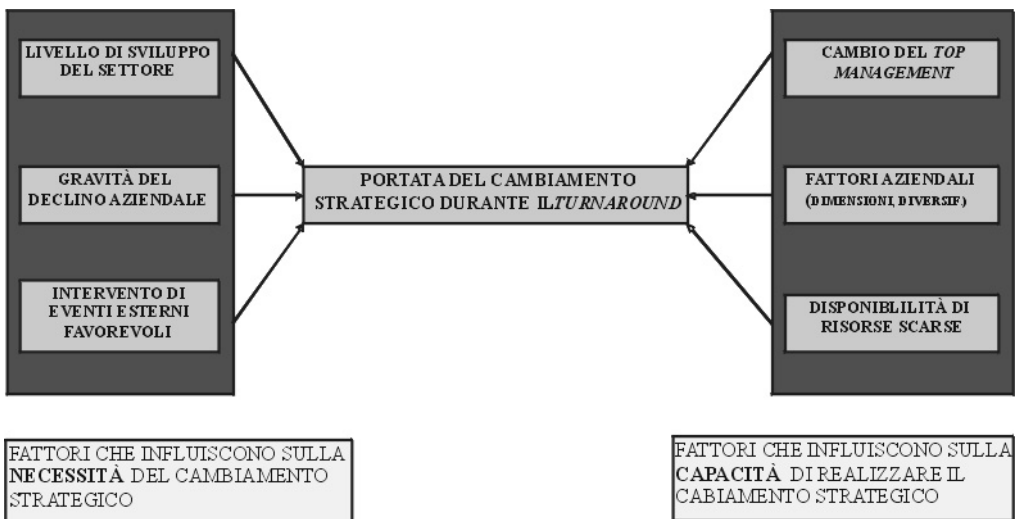 LIVELLO DI SVILUPPO
DEL SETTORE
GRAVITÀ DEL
DECLINO AZIENDALE
INTERVENTO DI
EVENTI ESTERNI
FAVOREVOLI
PORTATA DEL CAMBIAMENTO
STRATEGICO DURANTE IL TURNAROUND
CAMBIO DEL TOP
MANAGEMENT
FATTORI AZIENDALI
(DIMENSIONI, DIVERSIF.)
DISPONIBLILITÀ DI
RISORSE SCARSE
FATTORI CHE INFLUISCONO SULLA
NECESSITÀ DEL CAMBIAMENTO
STRATEGICO
FATTORI CHE INFLUISCONO SULLA
CAPACITÀ DI REALIZZARE IL
CABIAMENTO STRATEGICO